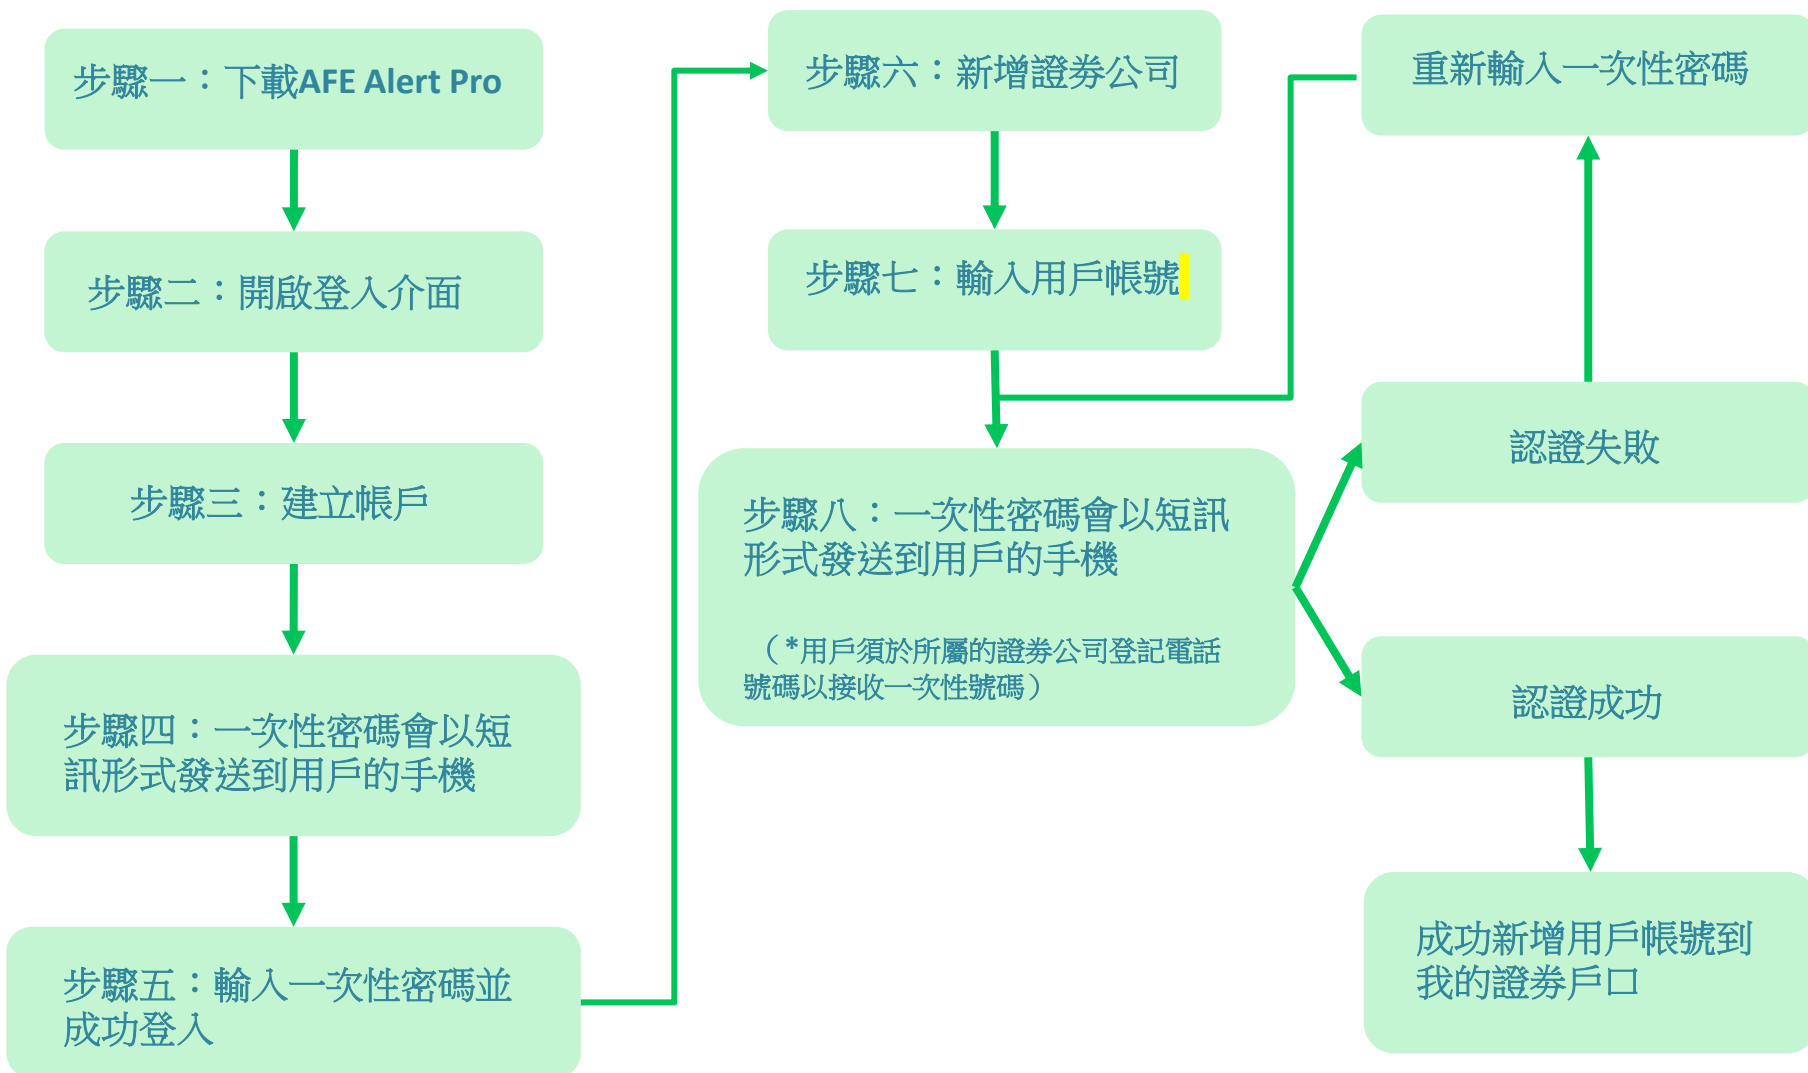 步驟一：下載AFE Alert Pro
步驟二：開啟登入介面
步驟三：建立帳戶
步驟四：一次性密碼會以短
訊形式發送到用戶的手機
步驟五：輸入一次性密碼並
成功登入
步驟六：新增證券公司
步驟七：輸入用戶帳號
步驟八：一次性密碼會以短訊
形式發送到用戶的手機
（*用戶須於所屬的證券公司登記電話
號碼以接收一次性號碼）
重新輸入一次性密碼
認證失敗
認證成功
成功新增用戶帳號到
我的證券戶口